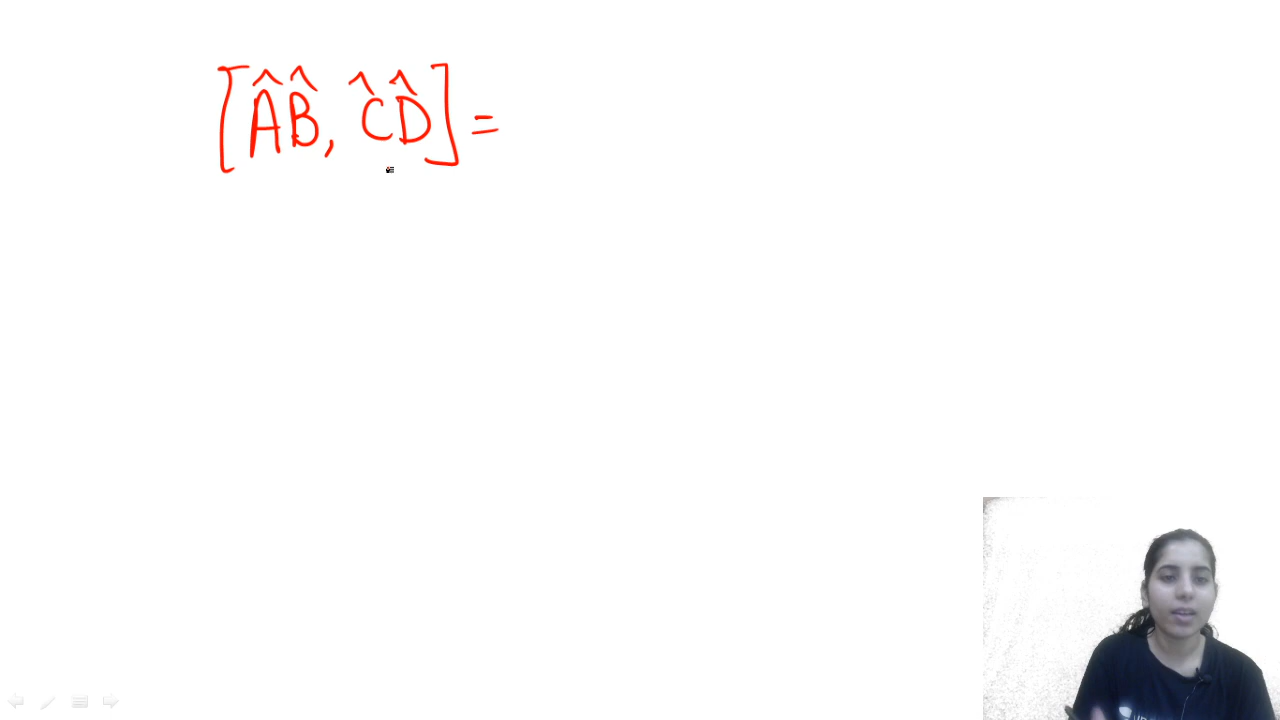 [ÂB̂, ĈD̂] =